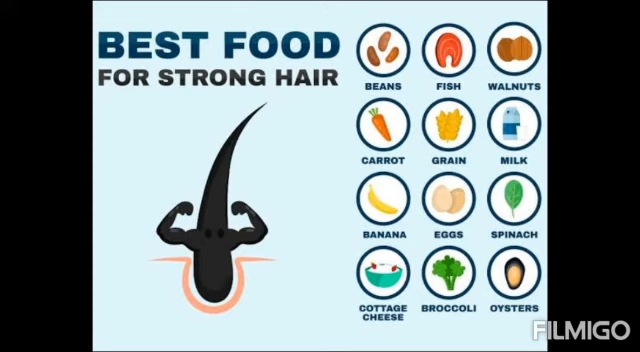 BEST FOOD
FOR STRONG HAIR
BEANS
FISH
WALNUTS
CARROT
GRAIN
MILK
BANANA
EGGS
SPINACH
COTTAGE
CHEESE
BROCCOLI
OYSTERS
FILMIGO